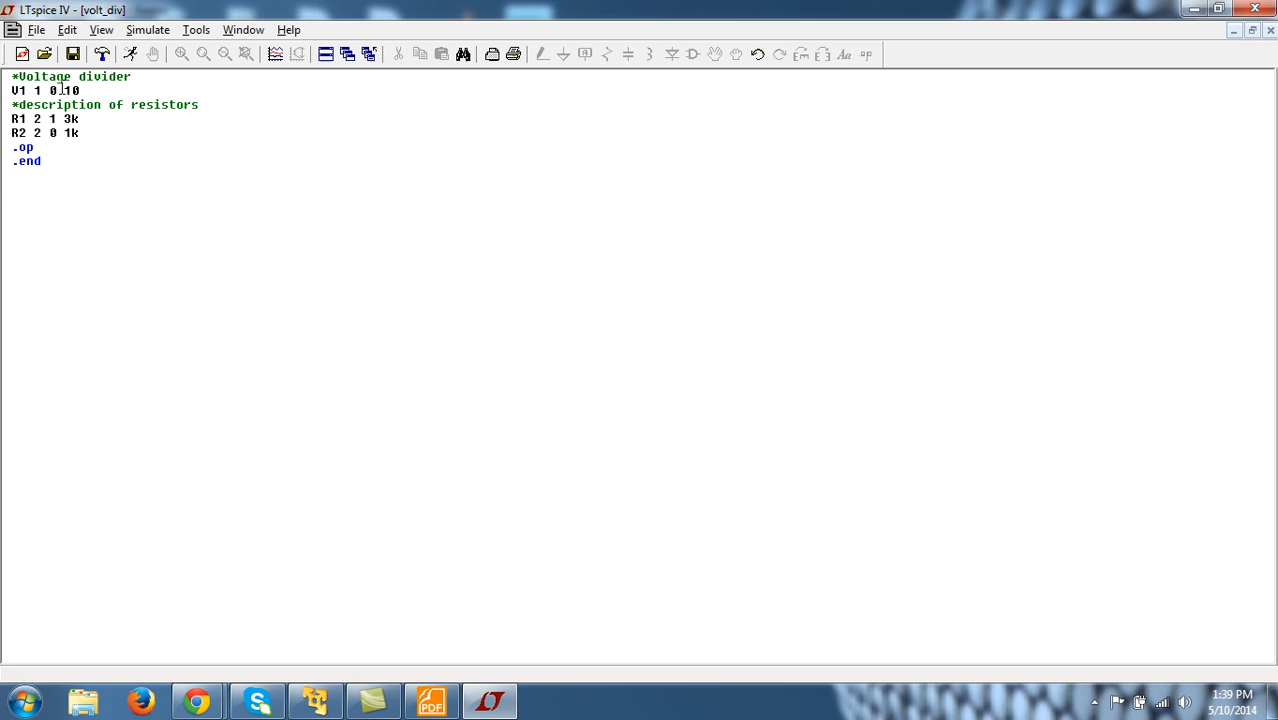 LTspice IV - [volt_div]
File Edit View Simulate Tools Window Help
*Voltage divider
V1 1 0 10
*description of resistors
R1 2 1 3k
R2 2 0 1k
.op
.end
PDF
1:39 PM
5/10/2014